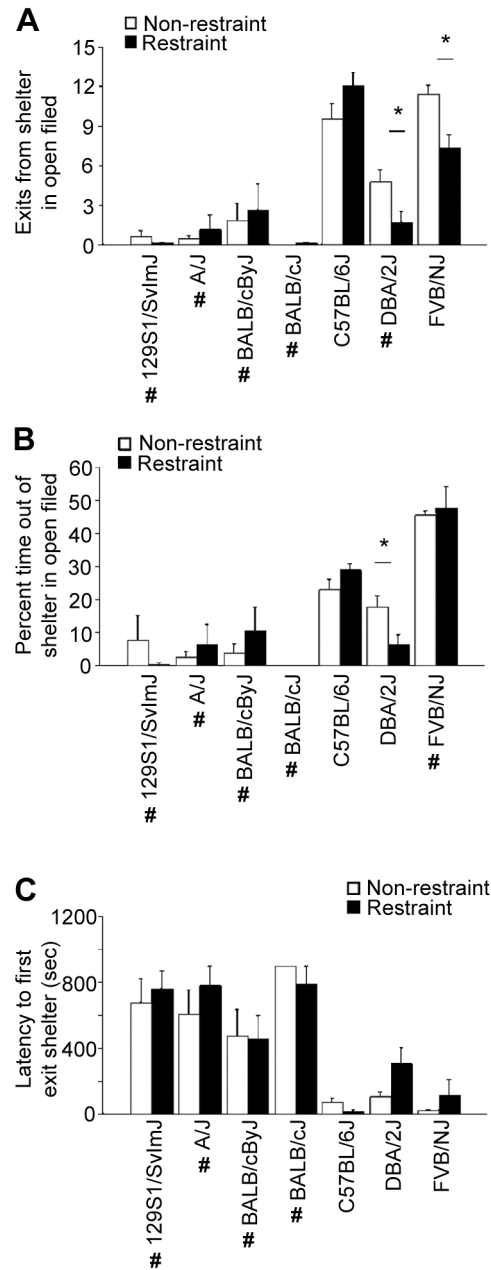 A
Non-restraint
Restraint
Exits from shelter
in open filed
15
12
9
6
3
0
*
*
# 129S1/SvImJ
# A/J
# BALB/cByJ
# BALB/cJ
C57BL/6J
# DBA/2J
FVB/NJ
B
Non-restraint
Restraint
Percent time out of
shelter in open filed
60
50
40
30
20
10
0
*
# 129S1/SvImJ
# A/J
# BALB/cByJ
# BALB/cJ
C57BL/6J
DBA/2J
# FVB/NJ
C
Non-restraint
Restraint
Latency to first
exit shelter (sec)
1200
800
400
0
# 129S1/SvImJ
# A/J
# BALB/cByJ
# BALB/cJ
C57BL/6J
DBA/2J
FVB/NJ